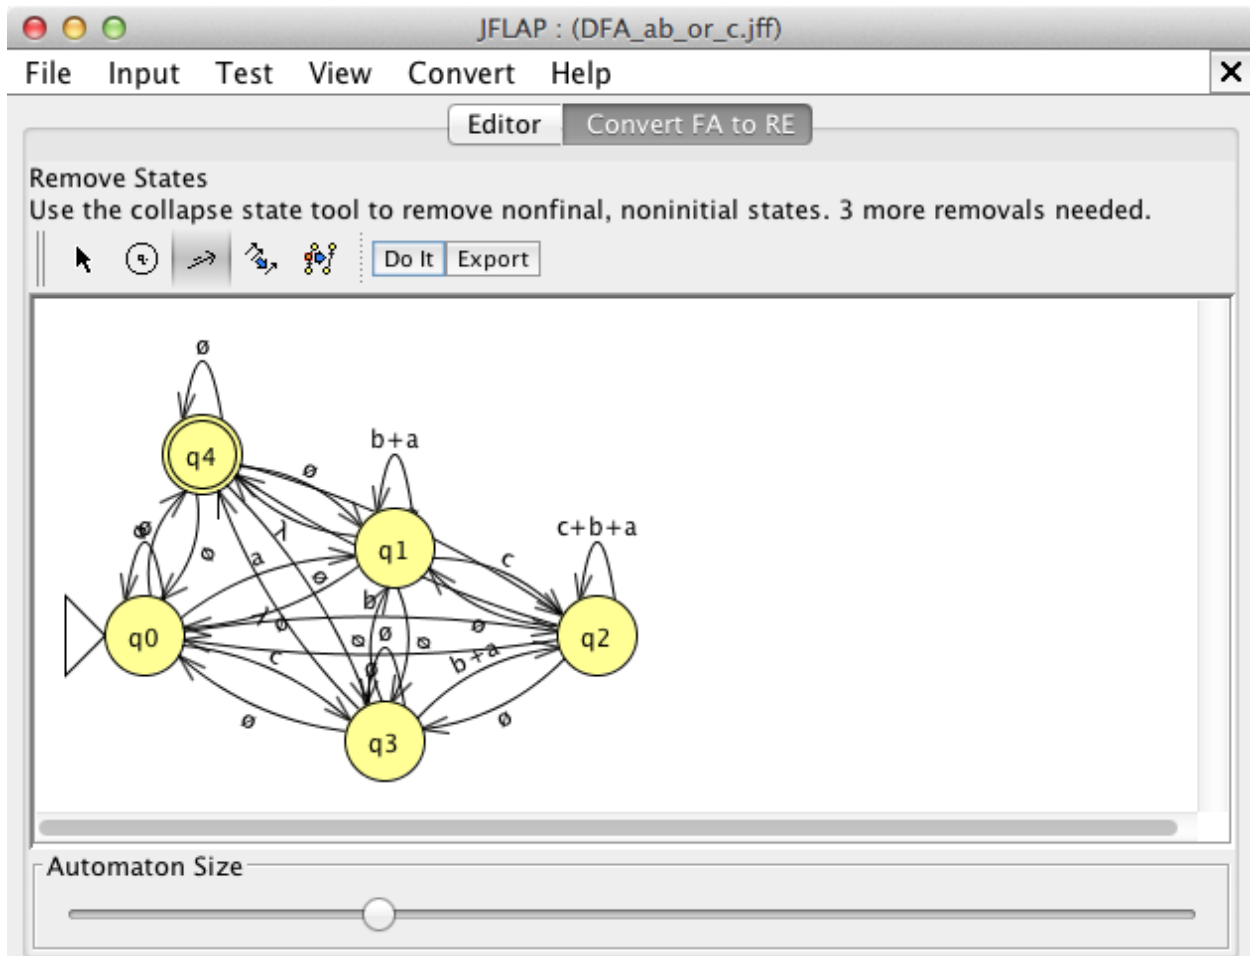 JFLAP : (DFA_ab_or_c.jff)
File Input Test View Convert Help
Editor Convert FA to RE
Remove States
Use the collapse state tool to remove nonfinal, noninitial states. 3 more removals needed.
Do It Export
ø
b+a
q4
ø
c+b+a
ø
λ
q1
ø
a
ø
c
b
q0
λ
ø
ø
ø
ø
ø
q2
c
ø
b+a
ø
ø
q3
ø
Automaton Size